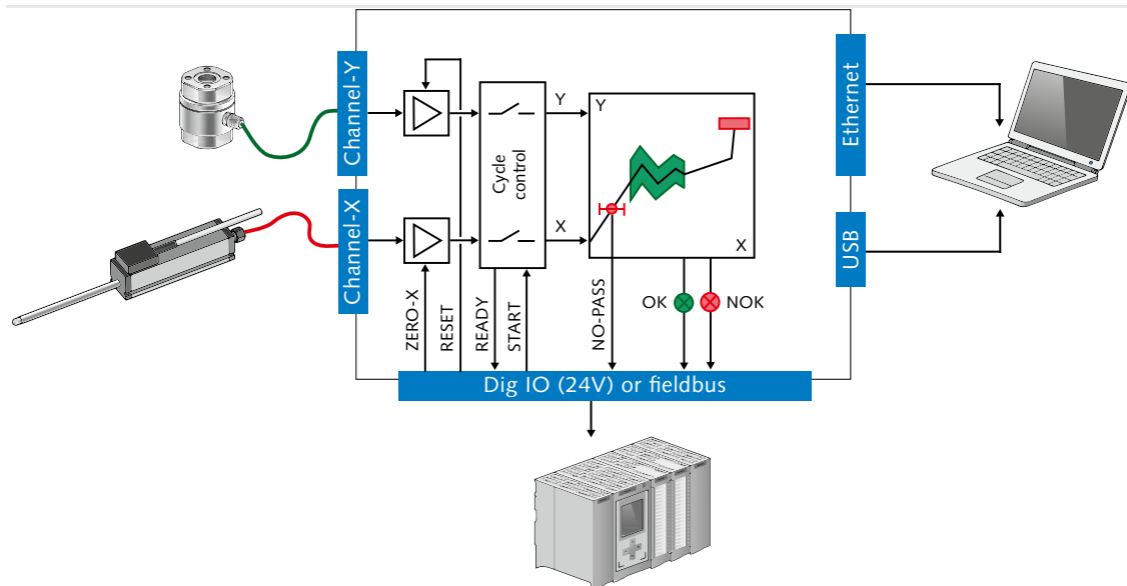 Channel-Y
Channel-X
Cycle
control
Y
X
Y
X
ZERO-X
RESET
READY
START
NO-PASS
OK
NOK
Ethernet
USB
Dig IO (24V) or fieldbus